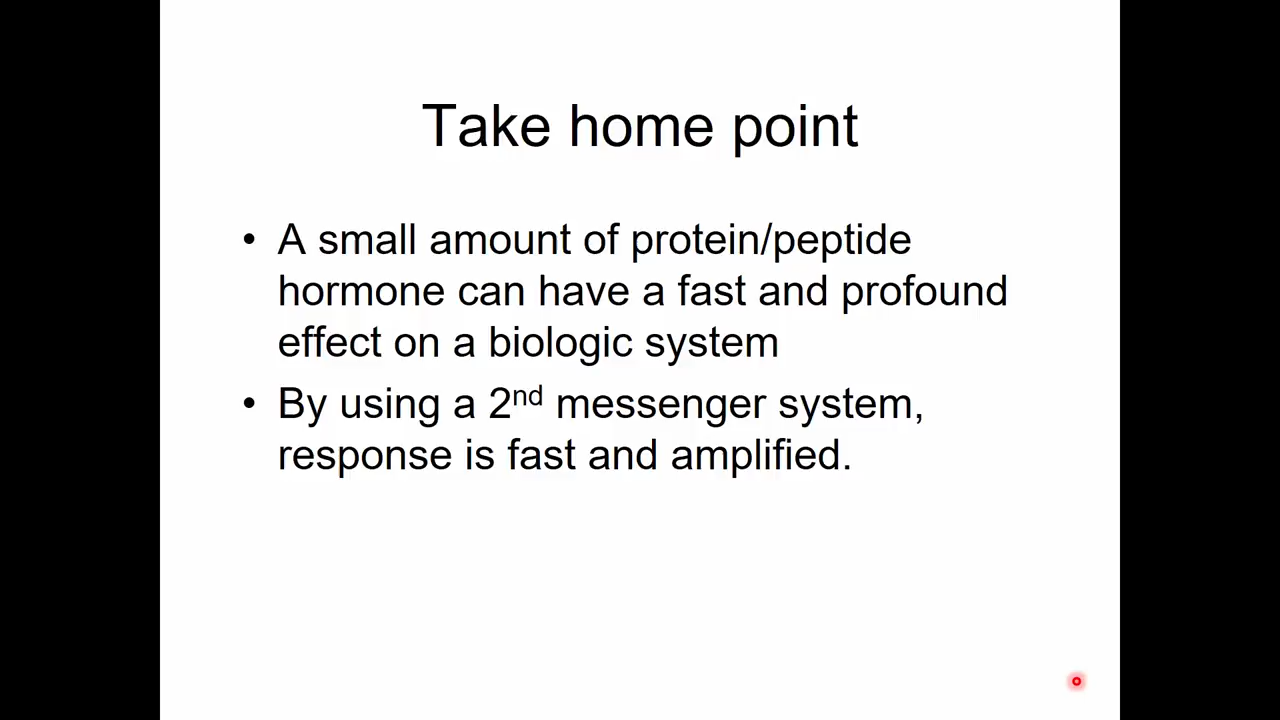 Take home point
• A small amount of protein/peptide
hormone can have a fast and profound
effect on a biologic system
• By using a 2nd messenger system,
response is fast and amplified.